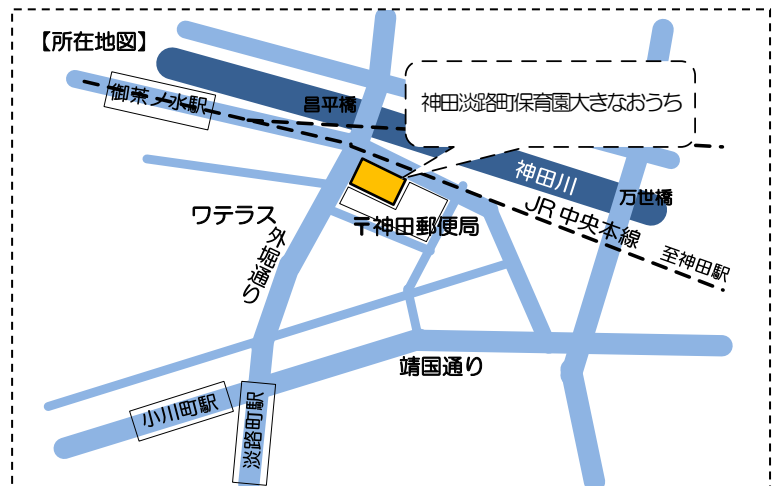 【所在地図】
御茶ノ水駅
昌平橋
神田淡路町保育園大きなおうち
神田川
万世橋
ワテラス
〒神田郵便局
JR中央本線
外堀通り
至神田駅
靖国通り
小川町駅
淡路町駅